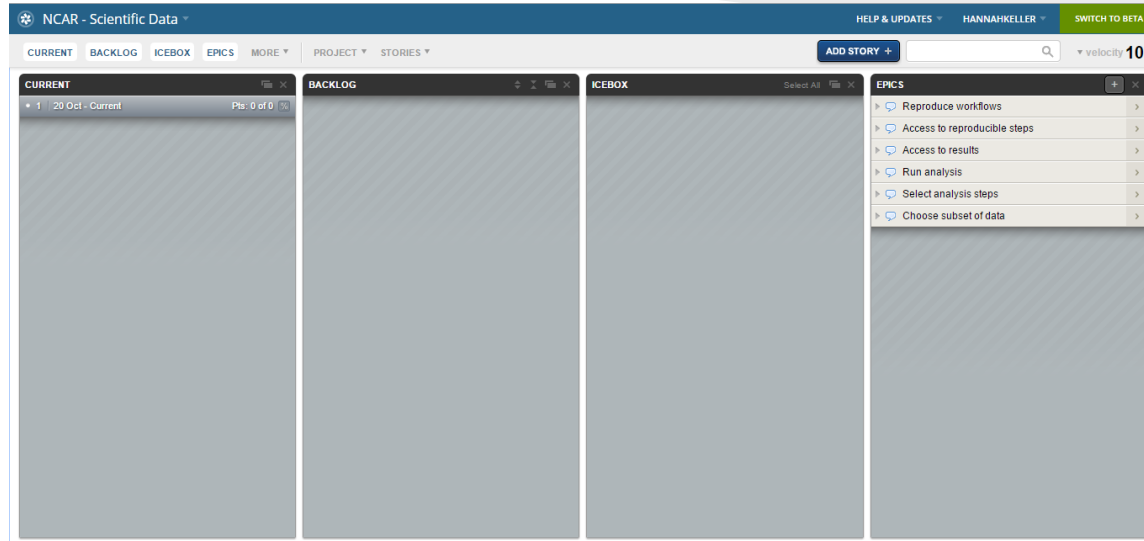 NCAR - Scientific Data
HELP & UPDATES
HANNAHKELLER
SWITCH TO BETA
CURRENT
BACKLOG
ICEBOX
EPICS
MORE
PROJECT
STORIES
ADD STORY +
velocity 10
CURRENT
1 20 Oct - Current Pts: 0 of 0 %
BACKLOG
ICEBOX
Select All
EPICS
Reproduce workflows
Access to reproducible steps
Access to results
Run analysis
Select analysis steps
Choose subset of data